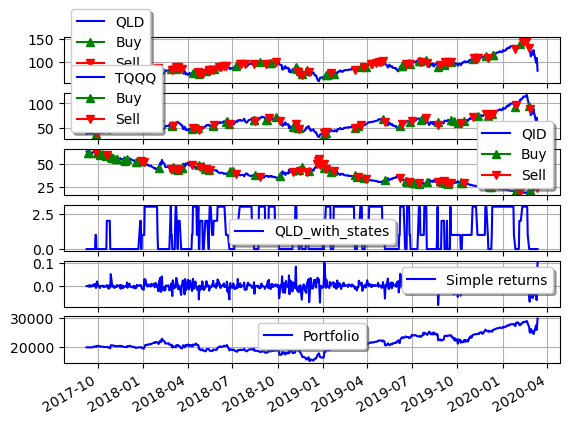 QLD
Buy
Sell
150
100
TQQQ
Buy
Sell
100
50
QID
Buy
Sell
50
25
QLD_with_states
2.5
0.0
Simple returns
0.1
0.0
Portfolio
30000
20000
2017-10 2018-01 2018-04 2018-07 2018-10 2019-01 2019-04 2019-07 2019-10 2020-01 2020-04